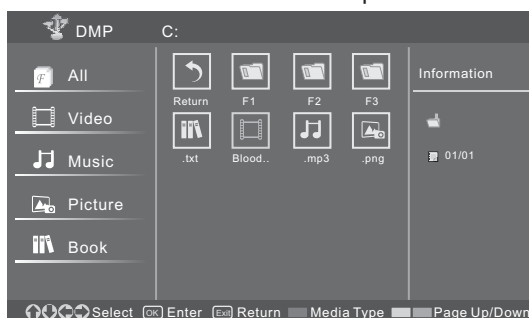 DMP C:
All
Video
Music
Picture
Book
Return F1 F2 F3
.txt Blood.. .mp3 .png
Information
01/01
Select OK Enter Exit Return Media Type Page Up/Down